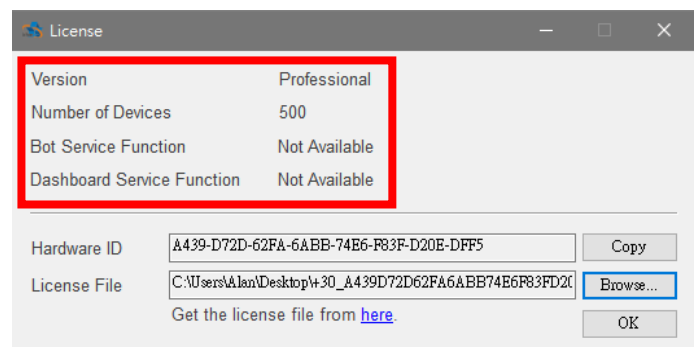 License
Version Professional
Number of Devices 500
Bot Service Function Not Available
Dashboard Service Function Not Available
Hardware ID A439-D72D-62FA-6ABB-74E6-F83F-D20E-DFF5 Copy
License File C:\Users\Alan\Desktop\+30_A439D72D62FA6ABB74E6F83FD20 Browse...
Get the license file from here.
OK